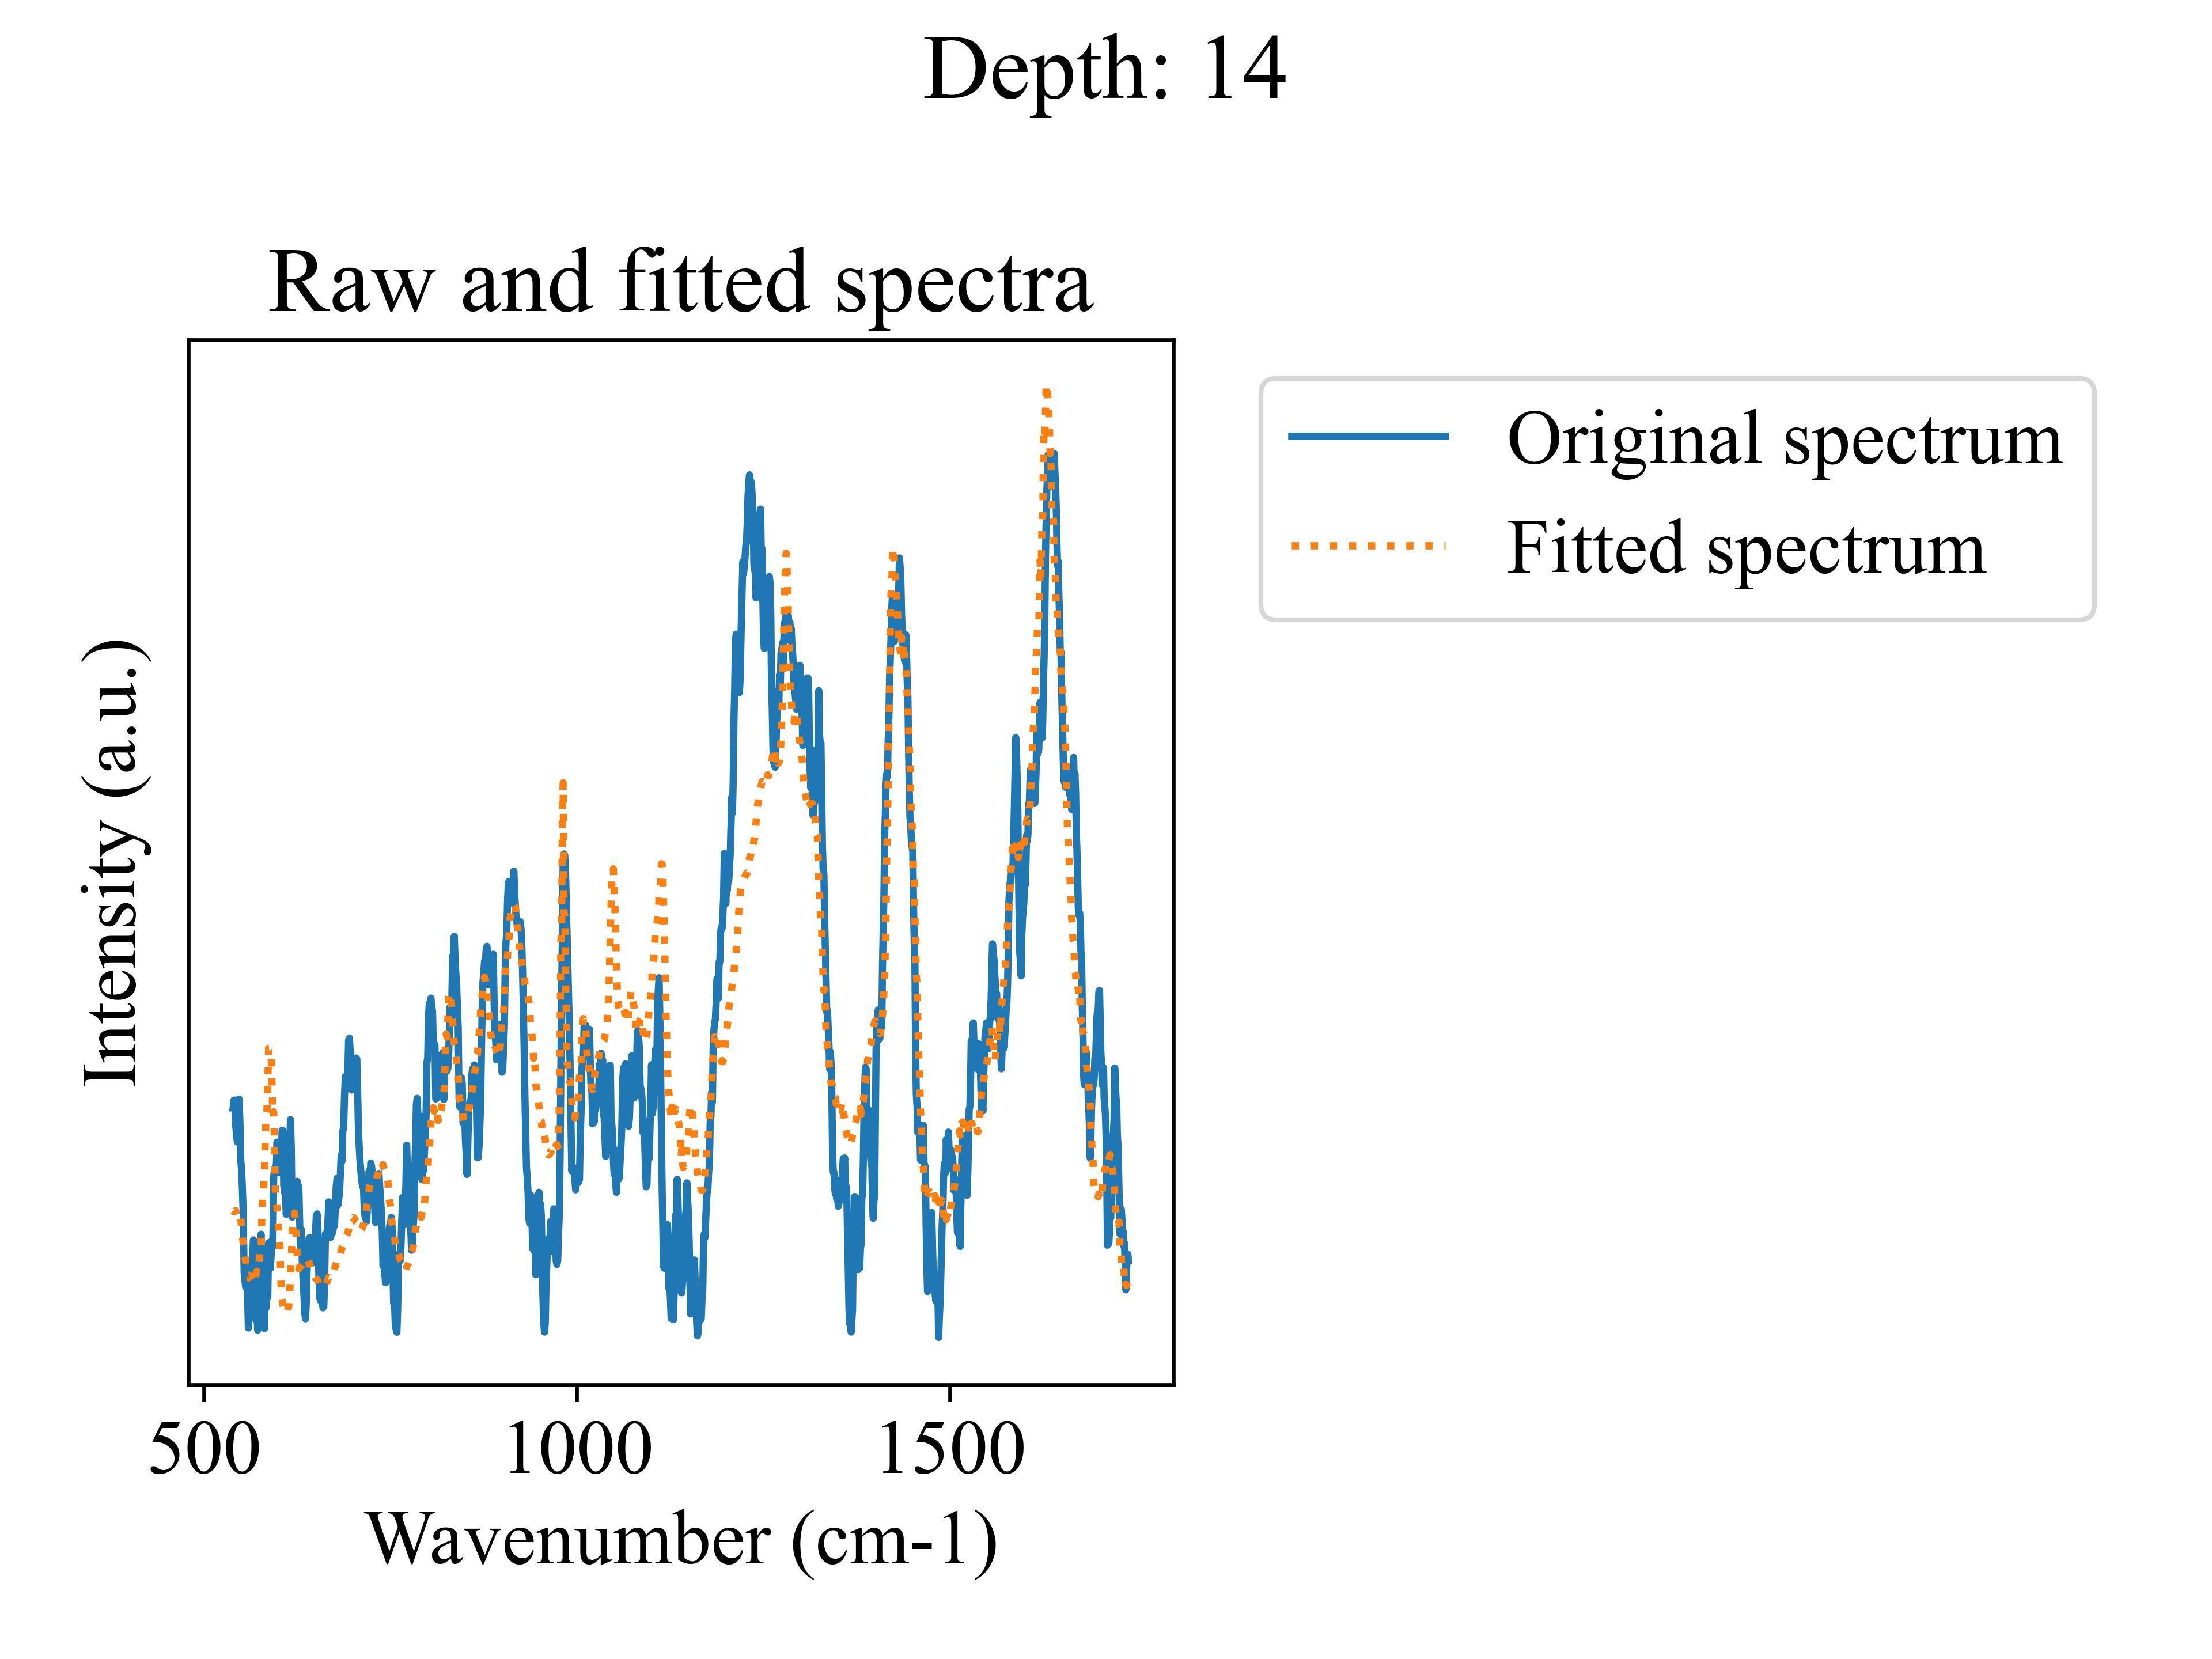 Depth: 14
Raw and fitted spectra
Original spectrum
Fitted spectrum
Intensity (a.u.)
500 1000 1500
Wavenumber (cm-1)